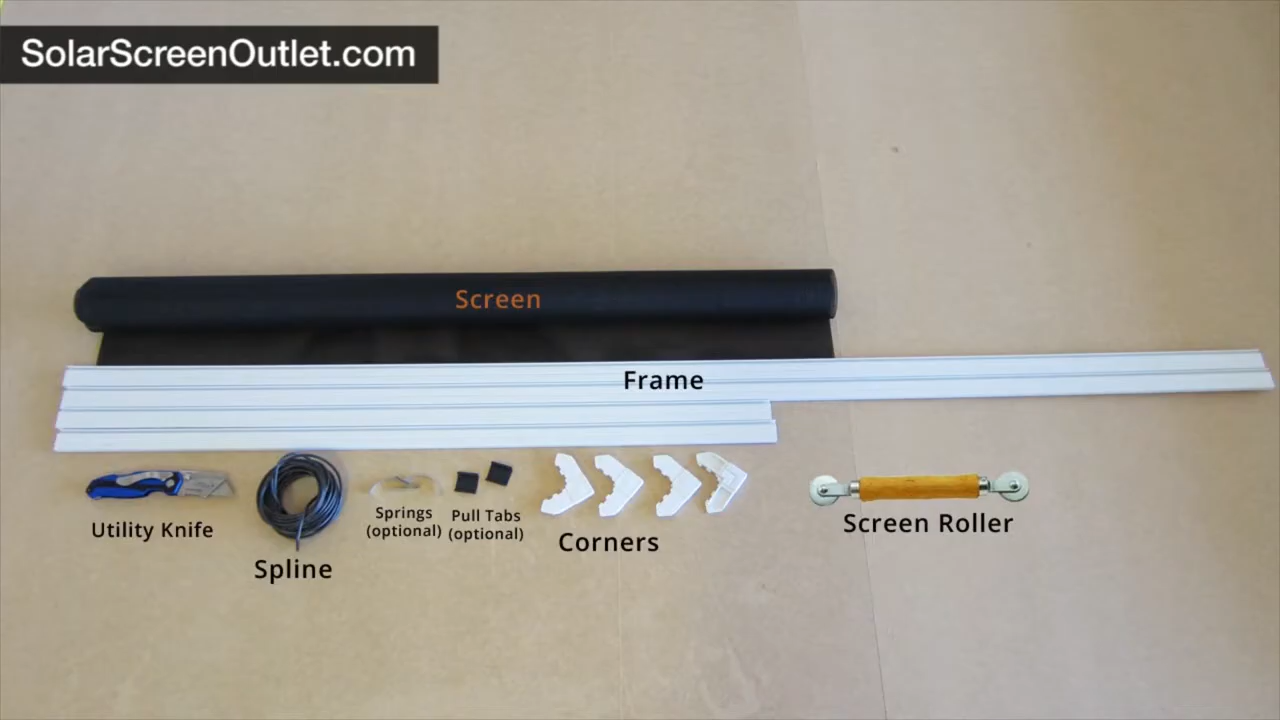 SolarScreenOutlet.com
Screen
Frame
Utility Knife
Spline
Springs
(optional)
Pull Tabs
(optional)
Corners
Screen Roller